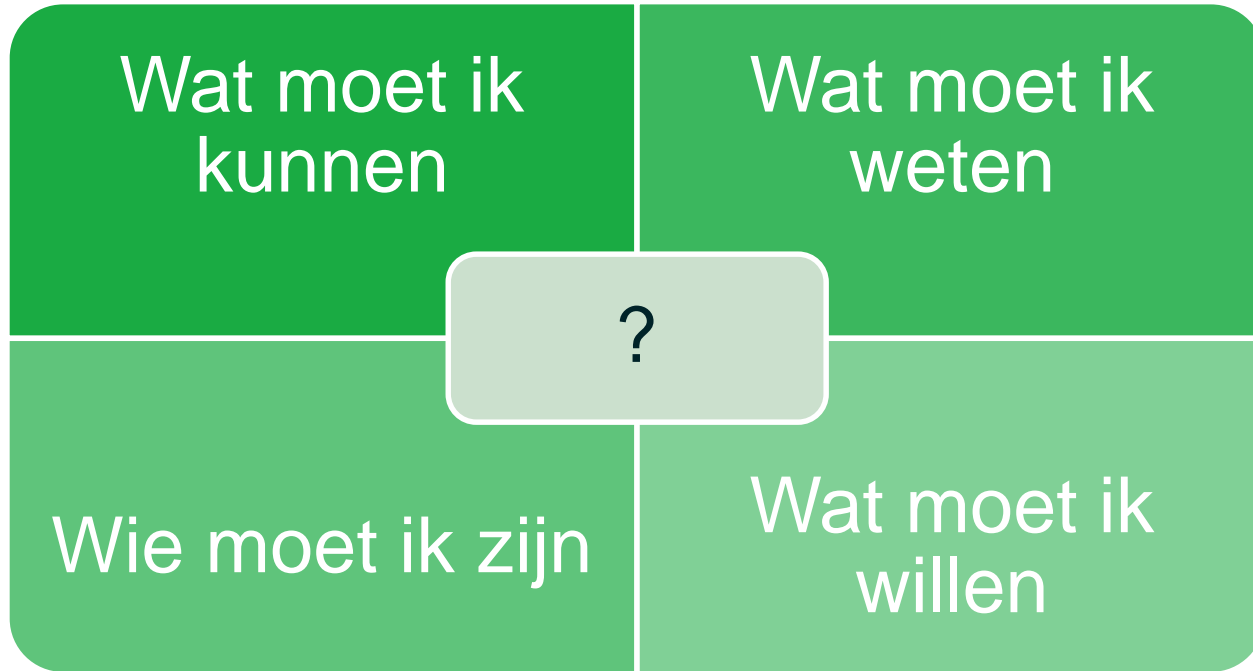 Wat moet ik
kunnen
Wat moet ik
weten
?
Wie moet ik zijn
Wat moet ik
willen